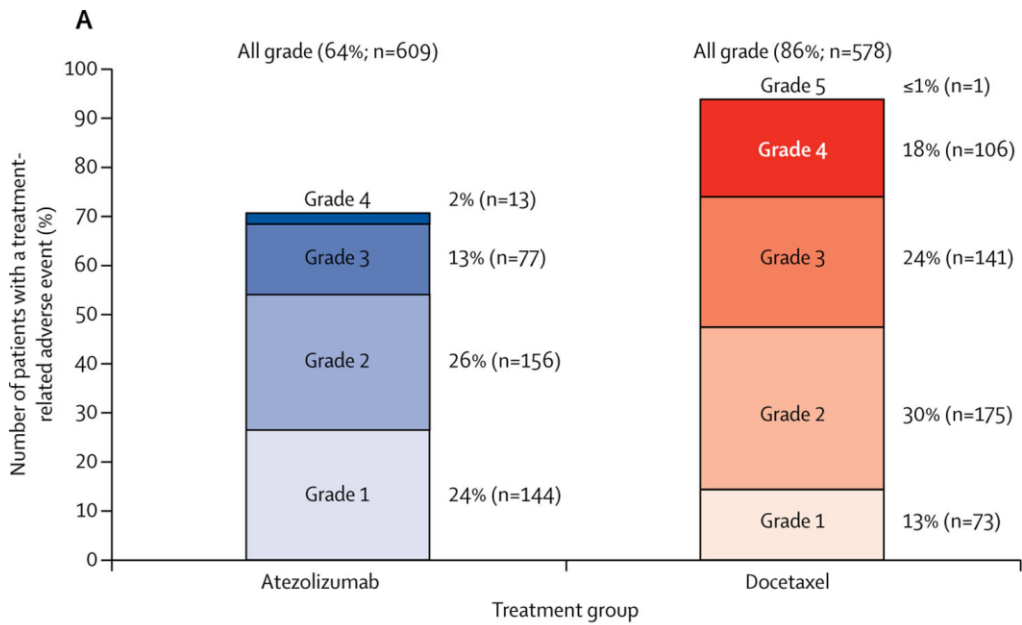 A
All grade (64%; n=609)
All grade (86%; n=578)
Number of patients with a treatment-
related adverse event (%)
100
90
80
70
60
50
40
30
20
10
0
Grade 4
2% (n=13)
Grade 3
13% (n=77)
Grade 2
26% (n=156)
Grade 1
24% (n=144)
Grade 5
≤1% (n=1)
Grade 4
18% (n=106)
Grade 3
24% (n=141)
Grade 2
30% (n=175)
Grade 1
13% (n=73)
Atezolizumab
Docetaxel
Treatment group